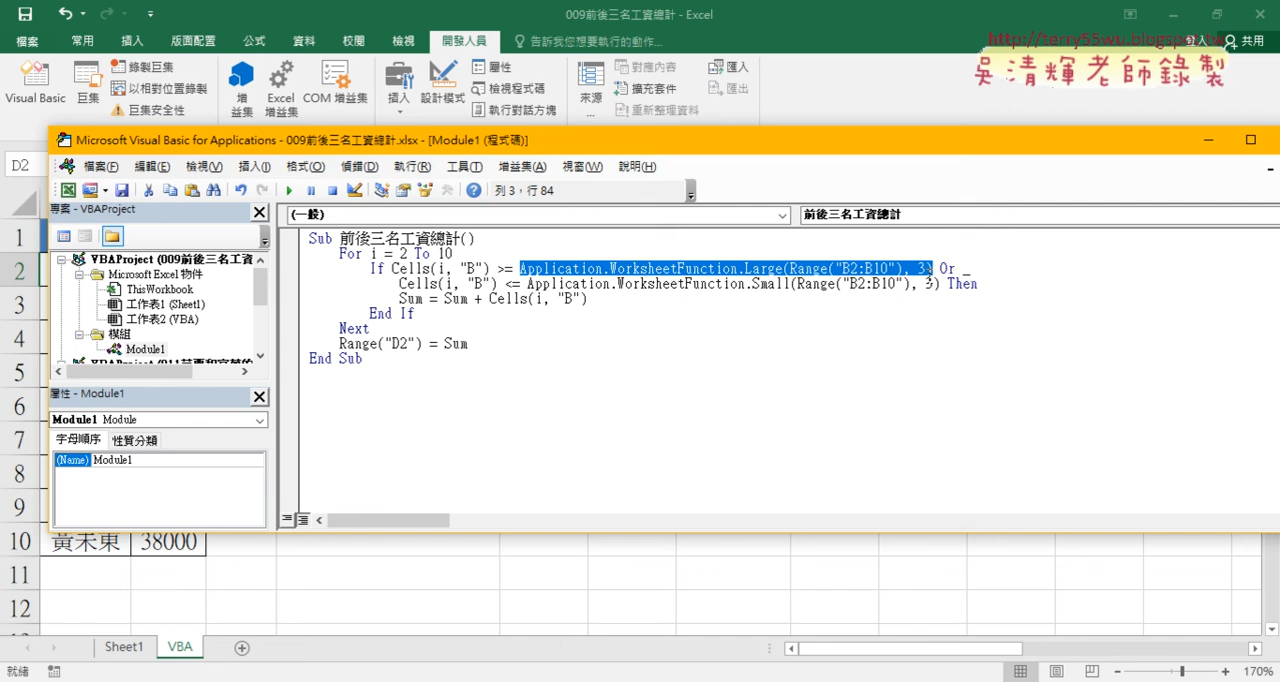 009前後三名工資總計 - Excel
檔案 常用 插入 版面配置 公式 資料 校閱 檢視 開發人員 告訴我您想要執行的動作... 登入 共用
http://terry55wu.blogspot.tw
吳清輝老師錄製
錄製巨集 屬性 對應內容 匯入
以相對位置錄製 檢視程式碼 擴充套件 匯出
Visual Basic 巨集 巨集安全性 增益集 Excel 增益集 COM 增益集 插入 設計模式 執行對話方塊 來源 ... 重新整理資料
Microsoft Visual Basic for Applications - 009前後三名工資總計.xlsx - [Module1 (程式碼)]
D2
檔案(F) 編輯(E) 檢視(V) 插入(I) 格式(O) 偵錯(D) 執行(R) 工具(T) 增益集(A) 視窗(W) 說明(H)
列 3，行 84
專案 - VBAProject
(一般) 前後三名工資總計
VBAProject (009前後三名工資
Microsoft Excel 物件
ThisWorkbook
工作表1 (Sheet1)
工作表2 (VBA)
模組
Module1
屬性 - Module1
Module1 Module
字母順序 性質分類
(Name) Module1
Sub 前後三名工資總計()
For i = 2 To 10
If Cells(i, "B") >= Application.WorksheetFunction.Large(Range("B2:B10"), 3) Or _
Cells(i, "B") <= Application.WorksheetFunction.Small(Range("B2:B10"), 3) Then
Sum = Sum + Cells(i, "B")
End If
Next
Range("D2") = Sum
End Sub
1
2
3
4
5
6
7
8
9
10 黃未東 38000
11
12
Sheet1 VBA
就緒 170%